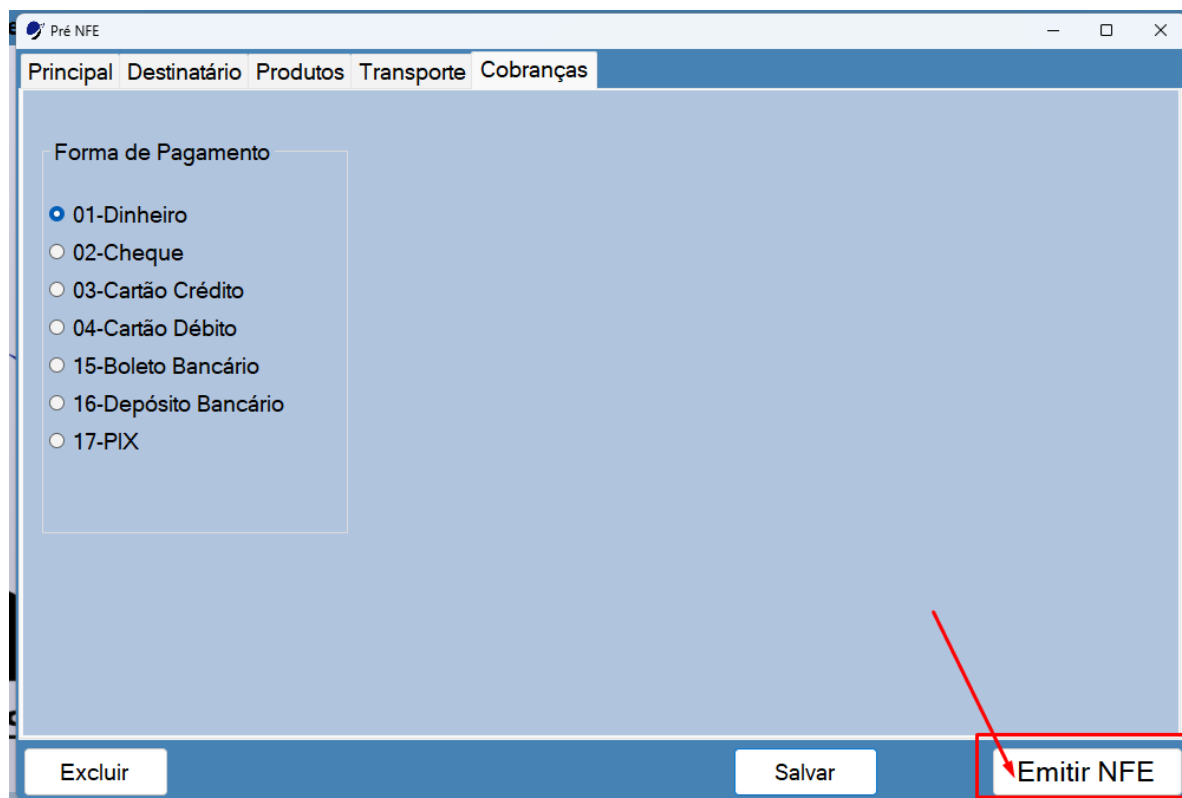 Pré NFE
Principal Destinatário Produtos Transporte Cobranças
Forma de Pagamento
01-Dinheiro
02-Cheque
03-Cartão Crédito
04-Cartão Débito
15-Boleto Bancário
16-Depósito Bancário
17-PIX
Excluir Salvar Emitir NFE